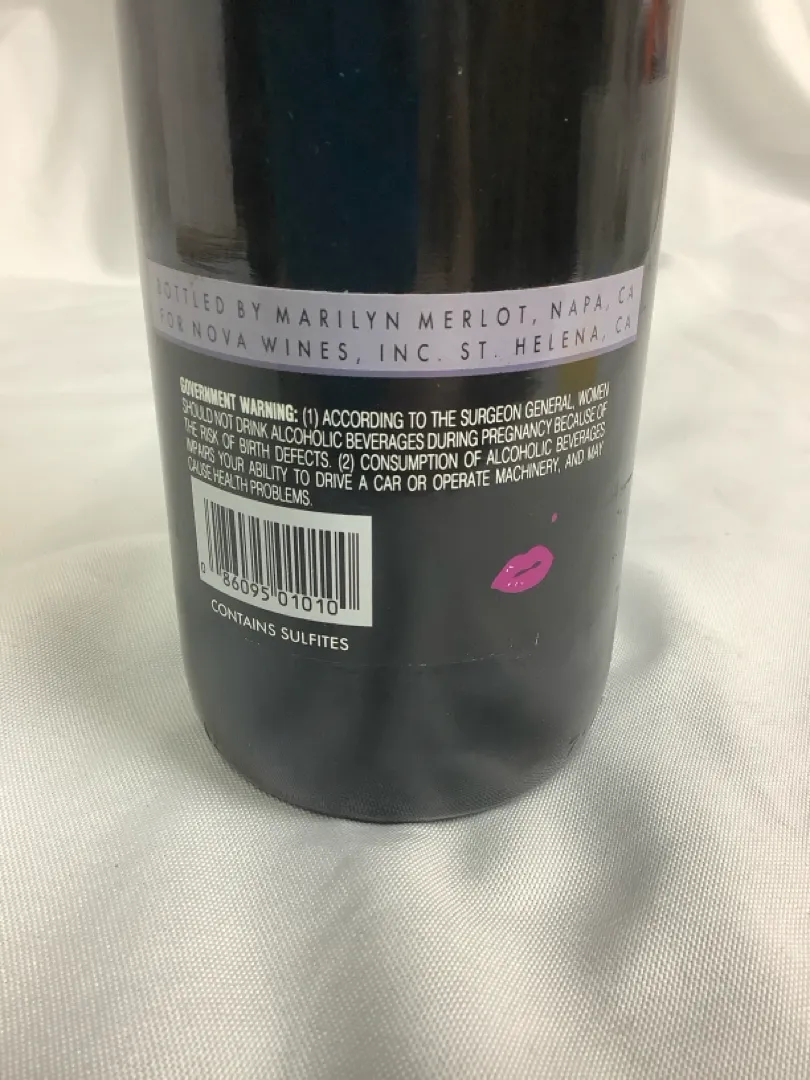 BOTTLED BY MARILYN MERLOT, NAPA, CA
FOR NOVA WINES, INC. ST. HELENA, CA
GOVERNMENT WARNING: (1) ACCORDING TO THE SURGEON GENERAL, WOMEN
SHOULD NOT DRINK ALCOHOLIC BEVERAGES DURING PREGNANCY BECAUSE OF
THE RISK OF BIRTH DEFECTS. (2) CONSUMPTION OF ALCOHOLIC BEVERAGES
IMPAIRS YOUR ABILITY TO DRIVE A CAR OR OPERATE MACHINERY, AND MAY
CAUSE HEALTH PROBLEMS.
0 86095 01010
CONTAINS SULFITES